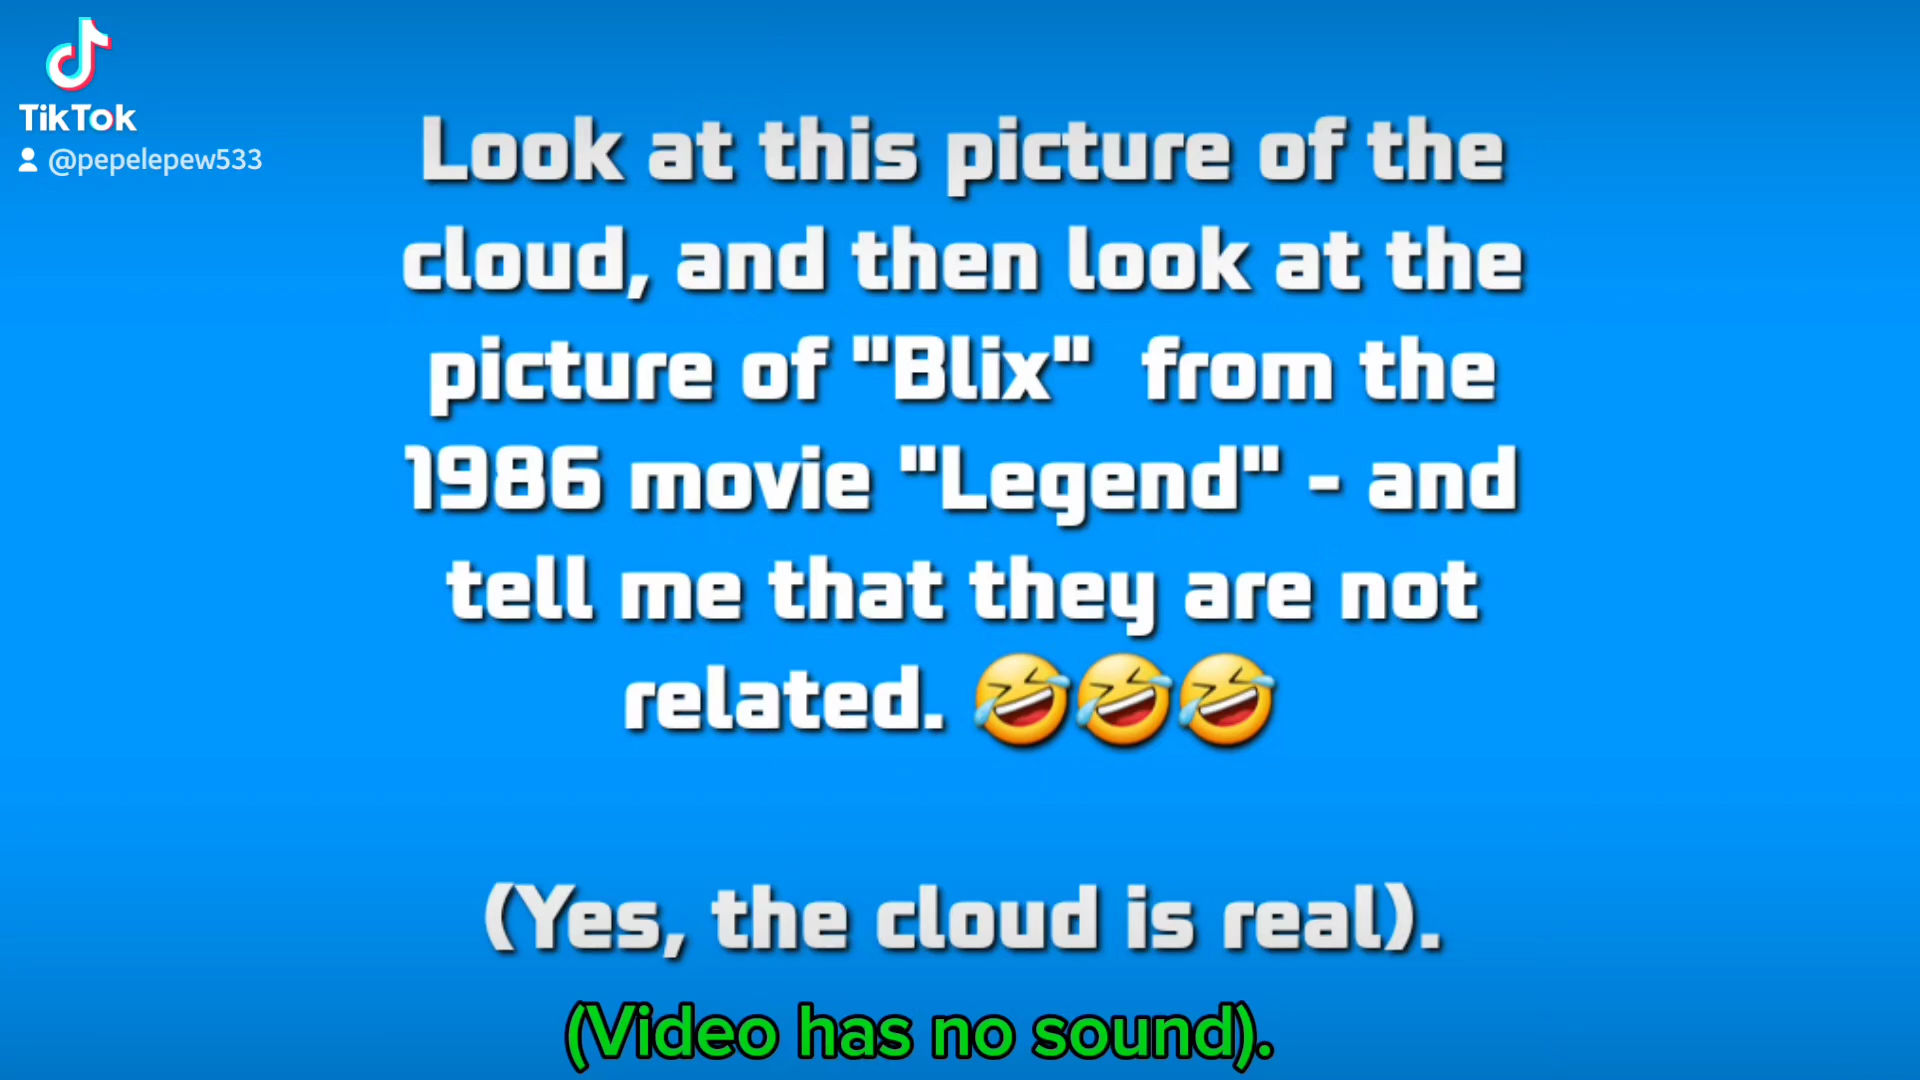 TikTok
@pepelepew533
Look at this picture of the
cloud, and then look at the
picture of "Blix"  from the
1986 movie "Legend" - and
tell me that they are not
related. 🤣🤣🤣
(Yes, the cloud is real).
(Video has no sound).